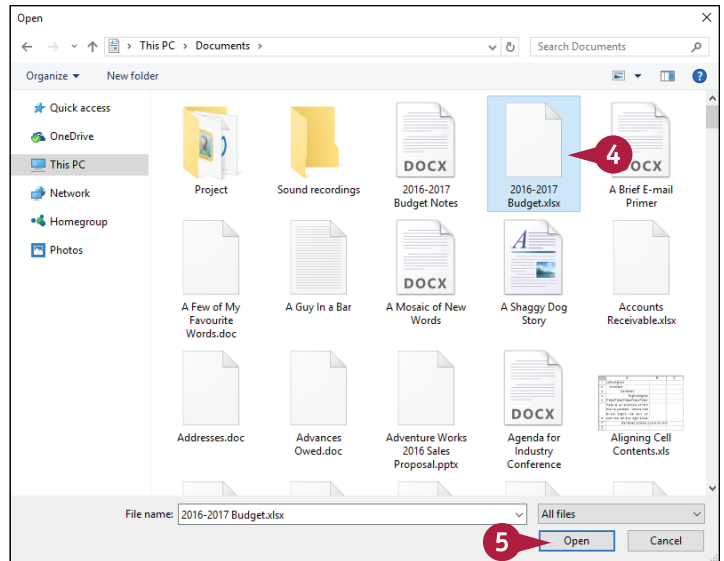 Open
This PC > Documents >
Search Documents
Organize
New folder
?
Quick access
OneDrive
This PC
Network
Homegroup
Photos
Project
Sound recordings
DOCX
2016-2017
Budget Notes
2016-2017
Budget.xlsx
4
OCX
A Brief E-mail
Primer
A Few of My
Favourite
Words.doc
A Guy In a Bar
DOCX
A Mosaic of New
Words
A
A Shaggy Dog
Story
Accounts
Receivable.xlsx
Addresses.doc
Advances
Owed.doc
Adventure Works
2016 Sales
Proposal.pptx
DOCX
Agenda for
Industry
Conference
Aligning Cell
Contents.xls
File name:
2016-2017 Budget.xlsx
All files
5
Open
Cancel